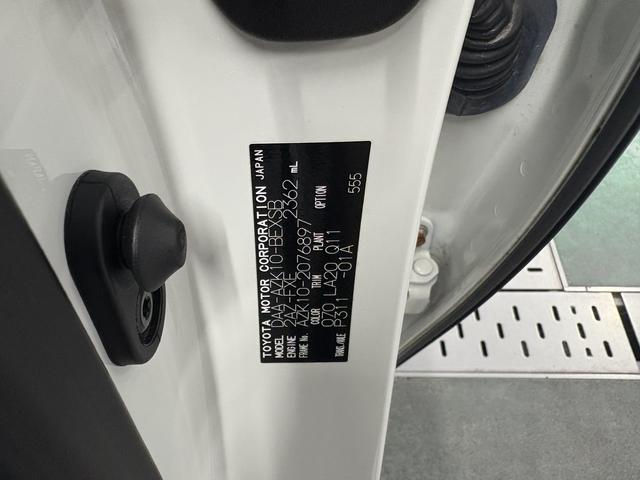 TOYOTA MOTOR CORPORATION JAPAN
MODEL DAA-AZK10-BEXSB
ENGINE 2AZ-FXE 2362 mL
FRAME No. AZK10-2076897
COLOR TRIM PLANT OPTION
070 LA20 Q11
TRANS./AXLE P311 -01A 555